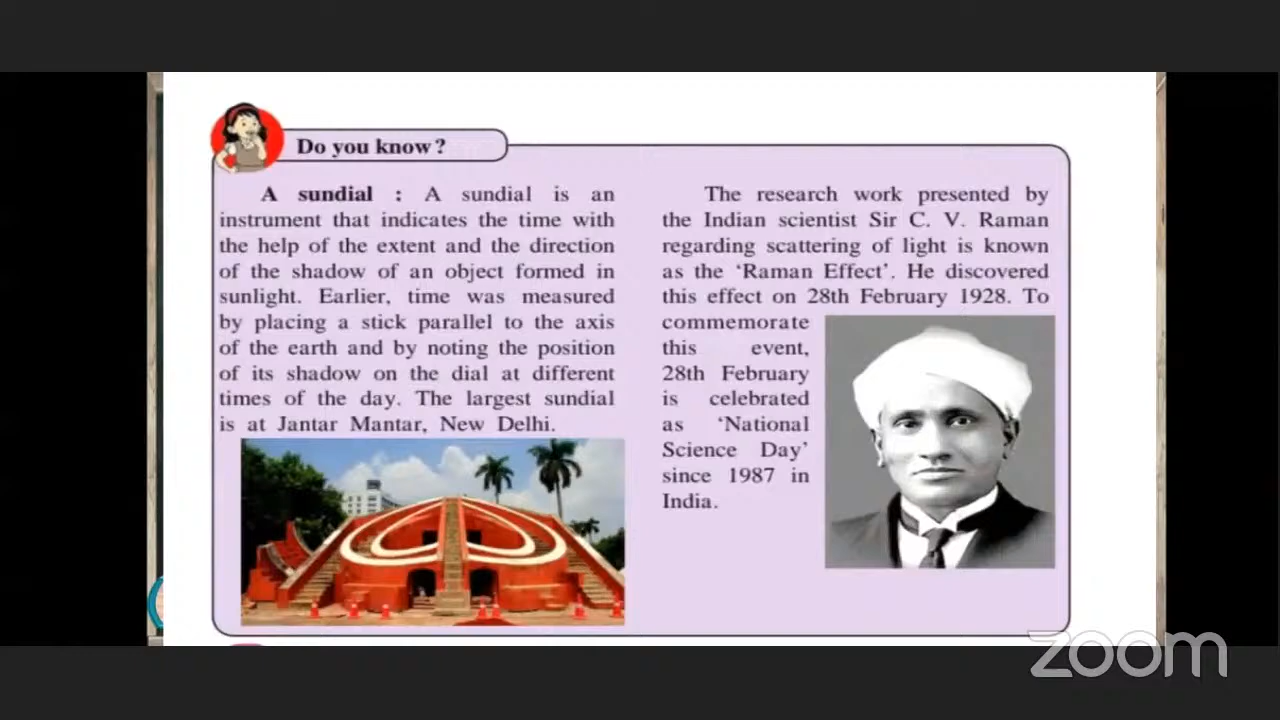 Do you know?
A sundial : A sundial is an
instrument that indicates the time with
the help of the extent and the direction
of the shadow of an object formed in
sunlight. Earlier, time was measured
by placing a stick parallel to the axis
of the earth and by noting the position
of its shadow on the dial at different
times of the day. The largest sundial
is at Jantar Mantar, New Delhi.
The research work presented by
the Indian scientist Sir C. V. Raman
regarding scattering of light is known
as the ‘Raman Effect’. He discovered
this effect on 28th February 1928. To
commemorate
this event,
28th February
is celebrated
as ‘National
Science Day’
since 1987 in
India.
zoom